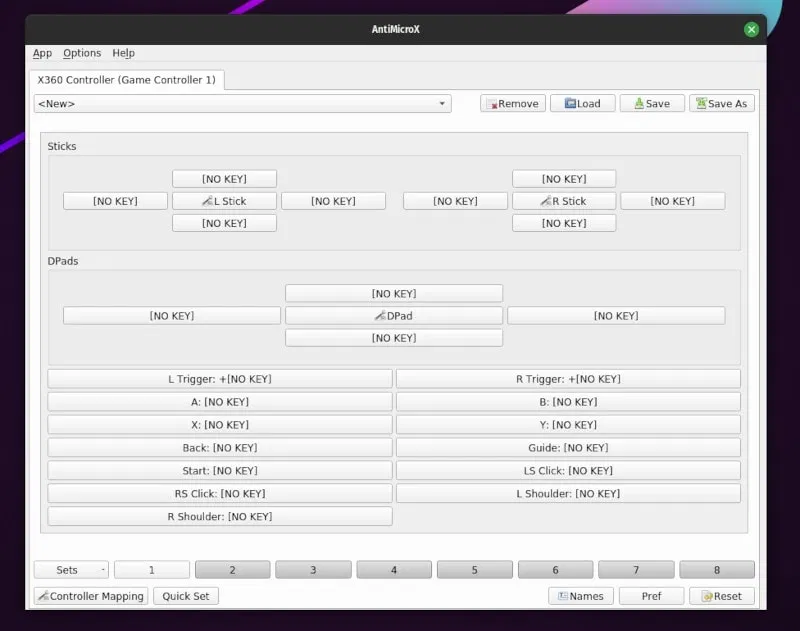 AntiMicroX
App Options Help
X360 Controller (Game Controller 1)
<New> Remove Load Save Save As
Sticks
[NO KEY] [NO KEY]
[NO KEY] L Stick [NO KEY] [NO KEY] R Stick [NO KEY]
[NO KEY] [NO KEY]
DPads
[NO KEY]
[NO KEY] DPad [NO KEY]
[NO KEY]
L Trigger: +[NO KEY] R Trigger: +[NO KEY]
A: [NO KEY] B: [NO KEY]
X: [NO KEY] Y: [NO KEY]
Back: [NO KEY] Guide: [NO KEY]
Start: [NO KEY] LS Click: [NO KEY]
RS Click: [NO KEY] L Shoulder: [NO KEY]
R Shoulder: [NO KEY]
Sets 1 2 3 4 5 6 7 8
Controller Mapping Quick Set Names Pref Reset